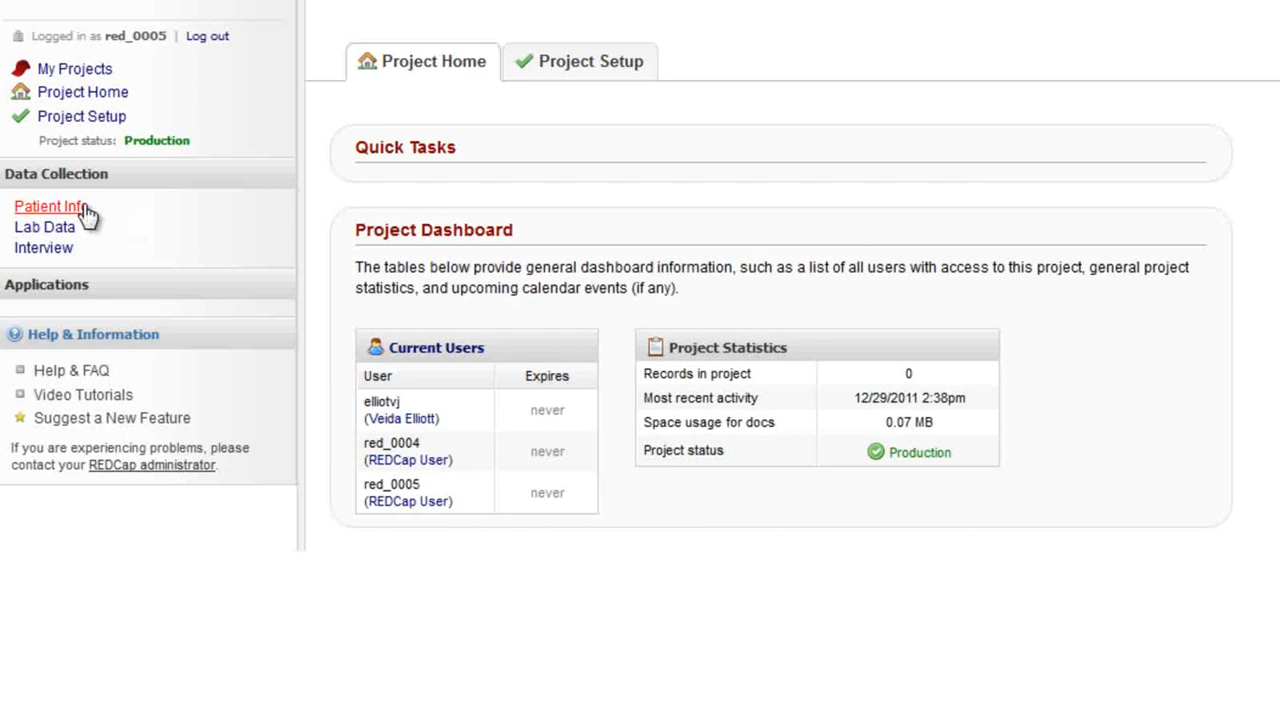 Logged in as red_0005 | Log out
My Projects
Project Home
Project Setup
Project status: Production
Data Collection
Patient Info
Lab Data
Interview
Applications
Help & Information
Help & FAQ
Video Tutorials
Suggest a New Feature
If you are experiencing problems, please
contact your REDCap administrator.
Project Home
Project Setup
Quick Tasks
Project Dashboard
The tables below provide general dashboard information, such as a list of all users with access to this project, general project
statistics, and upcoming calendar events (if any).
Current Users
User Expires
elliotvj
(Veida Elliott)
never
red_0004
(REDCap User)
never
red_0005
(REDCap User)
never
Project Statistics
Records in project 0
Most recent activity 12/29/2011 2:38pm
Space usage for docs 0.07 MB
Project status Production